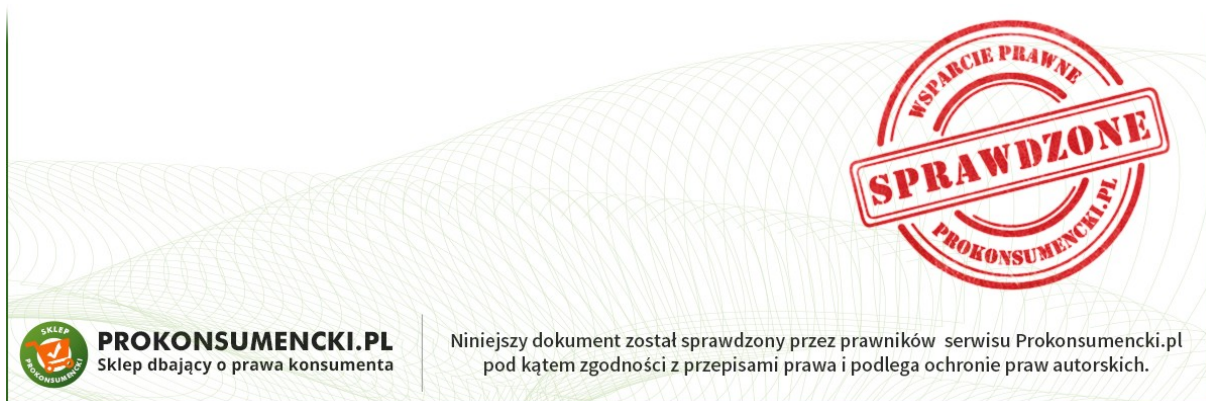 WSPARCIE PRAWNE
SPRAWDZONE
PROKONSUMENCKI.PL
SKLEP
PROKONSUMENCKI
PROKONSUMENCKI.PL
Sklep dbający o prawa konsumenta
Niniejszy dokument został sprawdzony przez prawników serwisu Prokonsumencki.pl
pod kątem zgodności z przepisami prawa i podlega ochronie praw autorskich.